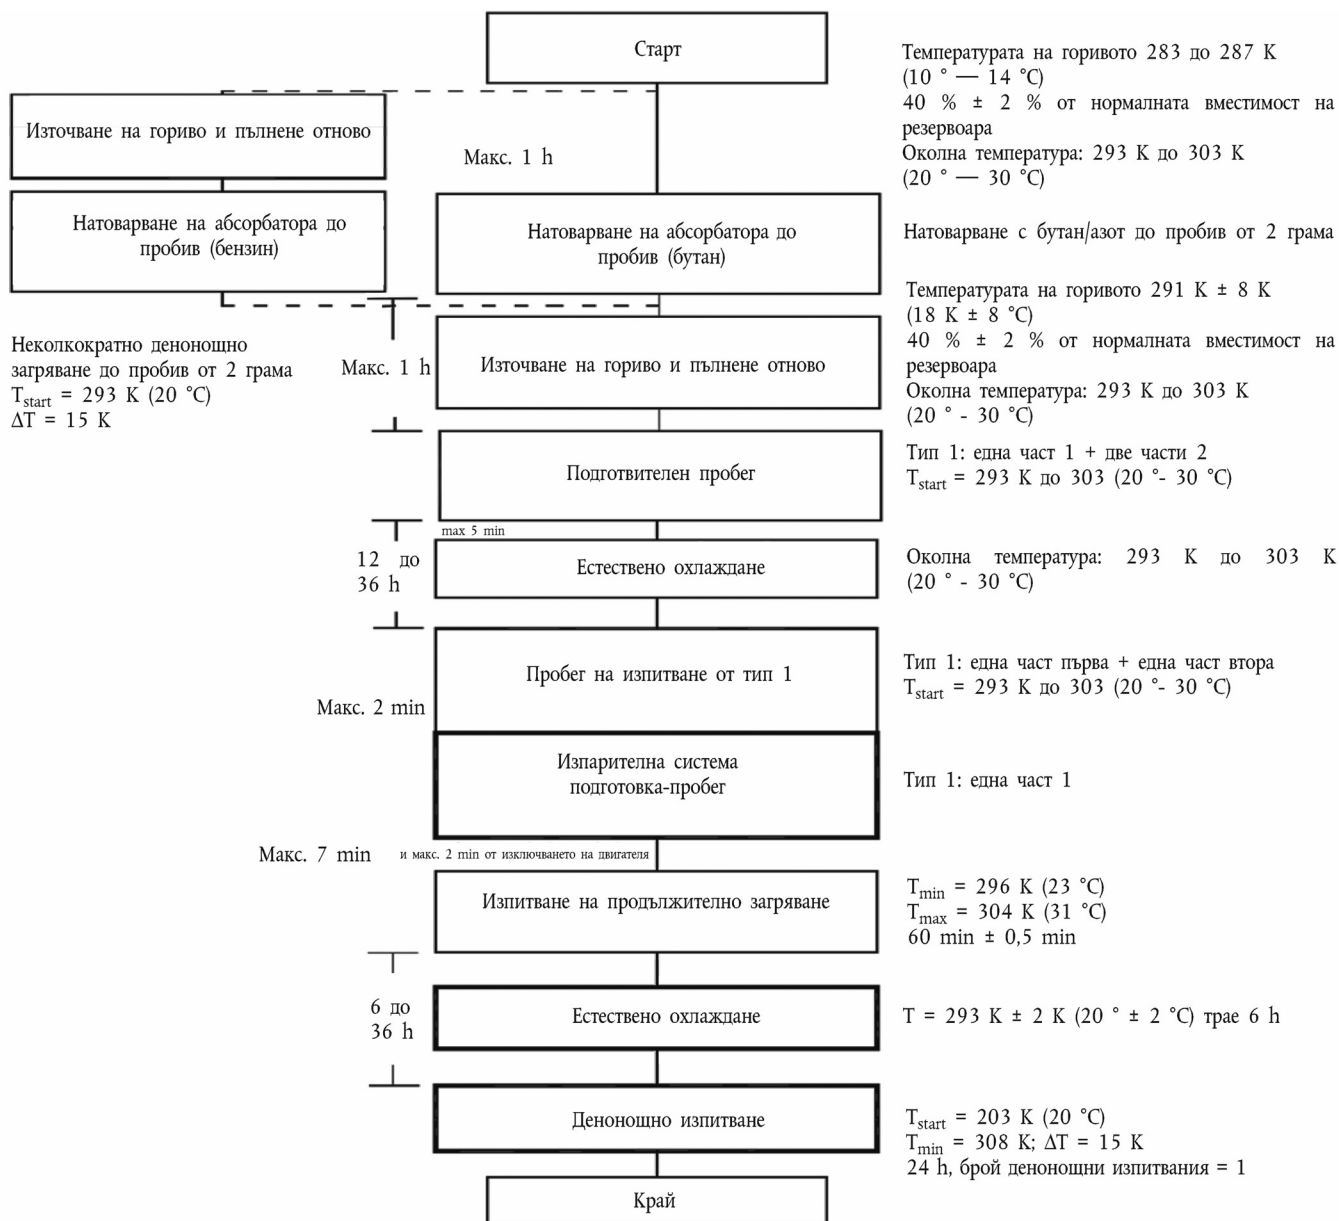 Старт
Температурата на горивото 283 до 287 K
(10 ° — 14 °C)
40 % ± 2 % от нормалната вместимост на
резервоара
Околна температура: 293 K до 303 K
(20 ° — 30 °C)
Източване на гориво и пълнене отново
Макс. 1 h
Натоварване на абсорбатора до
пробив (бензин)
Натоварване на абсорбатора до
пробив (бутан)
Натоварване с бутан/азот до пробив от 2 грама
Температурата на горивото 291 K ± 8 K
(18 K ± 8 °C)
40 % ± 2 % от нормалната вместимост на
резервоара
Околна температура: 293 K до 303 K
(20 ° - 30 °C)
Неколкократно денонощно
загряване до пробив от 2 грама
Tstart = 293 K (20 °C)
ΔT = 15 K
Макс. 1 h
Източване на гориво и пълнене отново
Подготвителен пробег
Тип 1: една част 1 + две части 2
Tstart = 293 K до 303 (20 °- 30 °C)
max 5 min
12 до
36 h
Естествено охлаждане
Околна температура: 293 K до 303 K
(20 ° - 30 °C)
Пробег на изпитване от тип 1
Тип 1: една част първа + една част втора
Tstart = 293 K до 303 (20 °- 30 °C)
Макс. 2 min
Изпарителна система
подготовка-пробег
Тип 1: една част 1
Макс. 7 min
и макс. 2 min от изключването на двигателя
Изпитване на продължително загряване
Tmin = 296 K (23 °C)
Tmax = 304 K (31 °C)
60 min ± 0,5 min
6 до
36 h
Естествено охлаждане
T = 293 K ± 2 K (20 ° ± 2 °C) трае 6 h
Денонощно изпитване
Tstart = 203 K (20 °C)
Tmin = 308 K; ΔT = 15 K
24 h, брой денонощни изпитвания = 1
Край